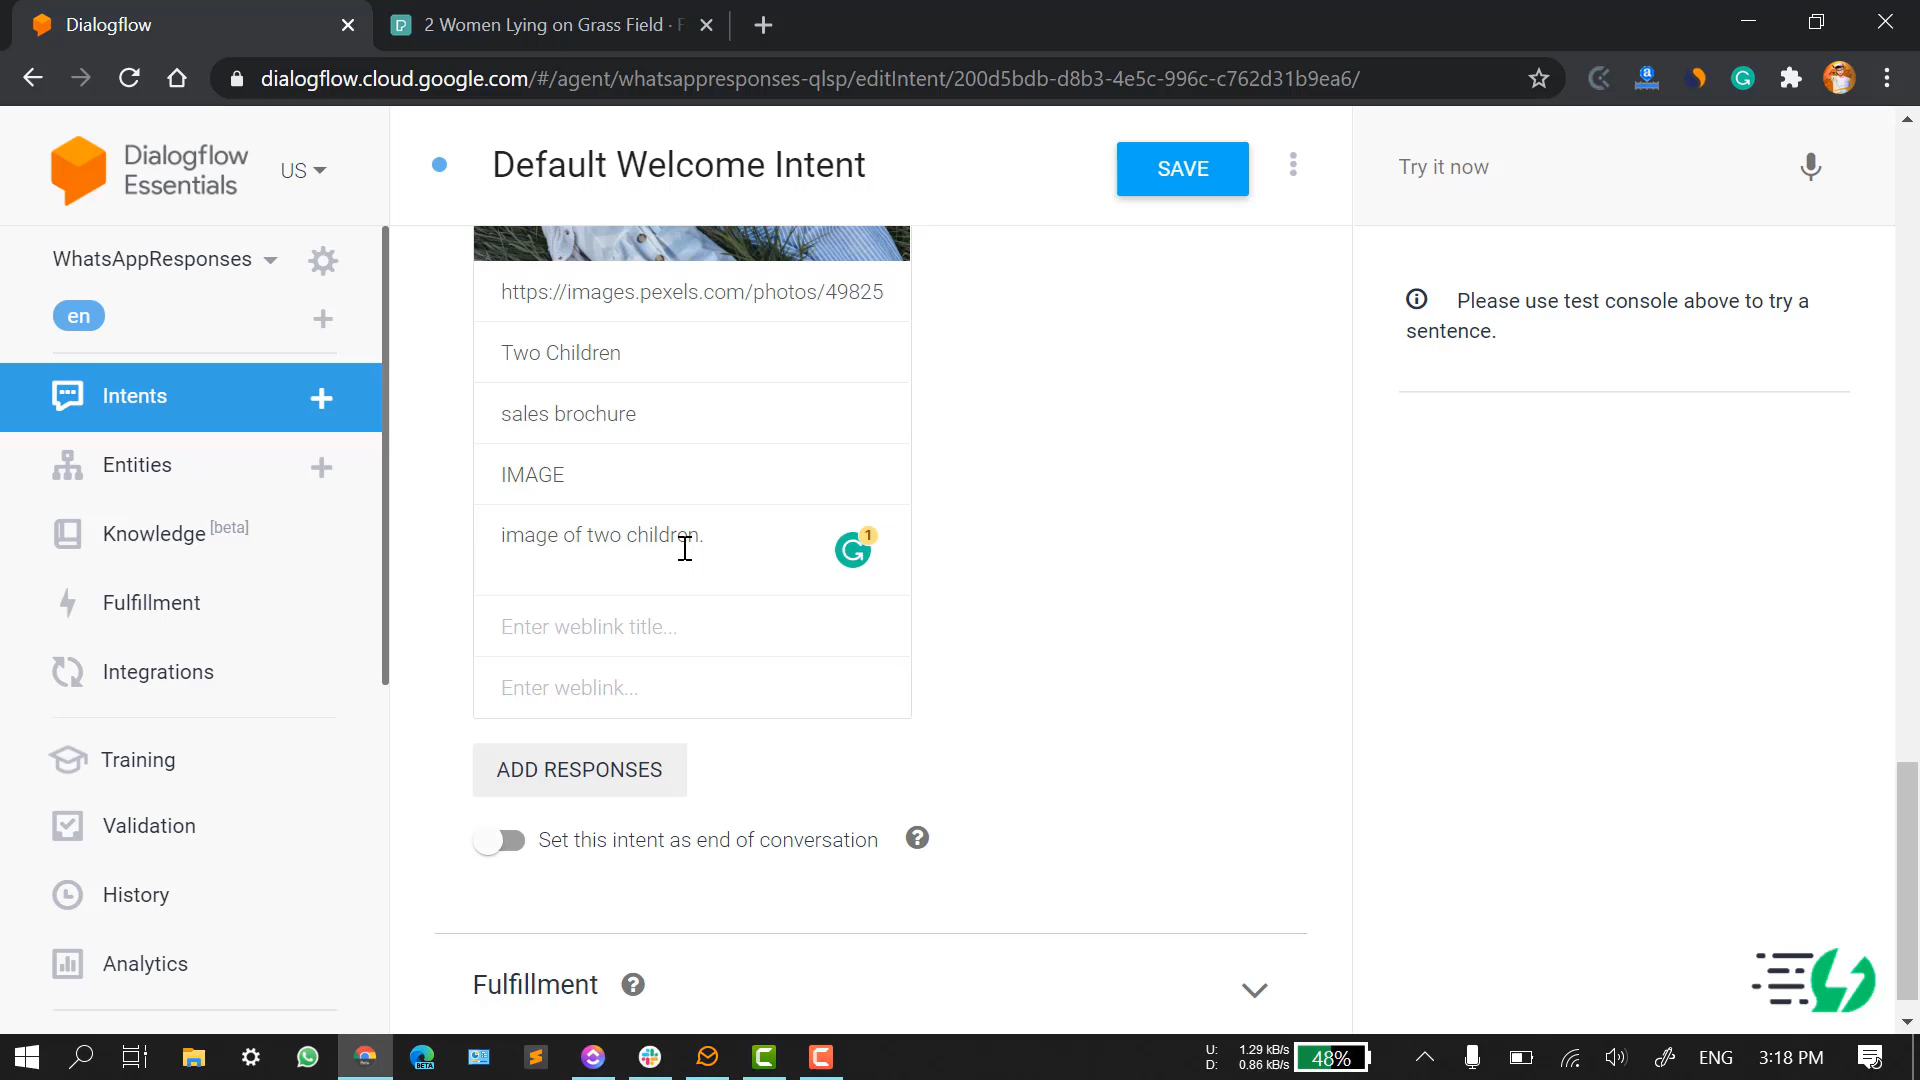 Dialogflow
2 Women Lying on Grass Field · F
dialogflow.cloud.google.com/#/agent/whatsappresponses-qlsp/editIntent/200d5bdb-d8b3-4e5c-996c-c762d31b9ea6/
Dialogflow
Essentials
US
Default Welcome Intent
SAVE
Try it now
WhatsAppResponses
en
Intents
Entities
Knowledge [beta]
Fulfillment
Integrations
Training
Validation
History
Analytics
https://images.pexels.com/photos/49825
Two Children
sales brochure
IMAGE
image of two children.
1
Enter weblink title...
Enter weblink...
ADD RESPONSES
Set this intent as end of conversation
Fulfillment
Please use test console above to try a
sentence.
U: 1.29 kB/s
D: 0.86 kB/s
48%
ENG
3:18 PM
BETA